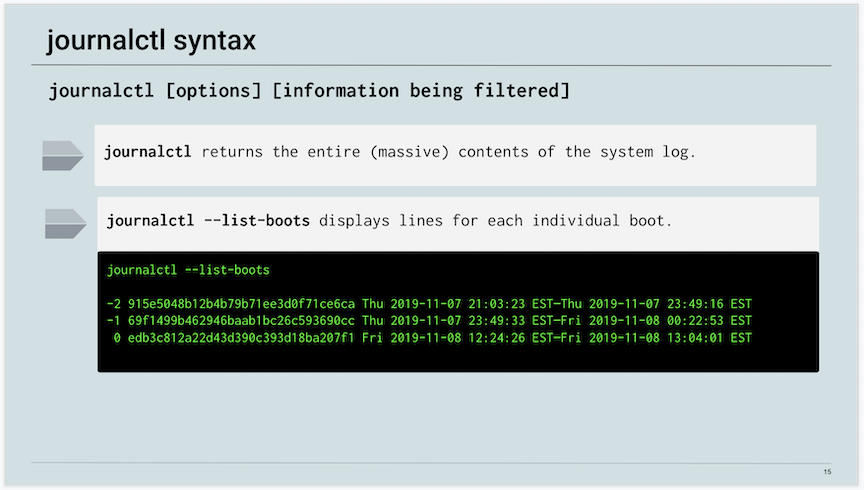 journalctl syntax
journalctl [options] [information being filtered]
journalctl returns the entire (massive) contents of the system log.
journalctl --list-boots displays lines for each individual boot.
journalctl --list-boots
-2 915e5048b12b4b79b71ee3d0f71ce6ca Thu 2019-11-07 21:03:23 EST—Thu 2019-11-07 23:49:16 EST
-1 69f1499b462946baab1bc26c593690cc Thu 2019-11-07 23:49:33 EST—Fri 2019-11-08 00:22:53 EST
0 edb3c812a22d43d390c393d18ba207f1 Fri 2019-11-08 12:24:26 EST—Fri 2019-11-08 13:04:01 EST
15